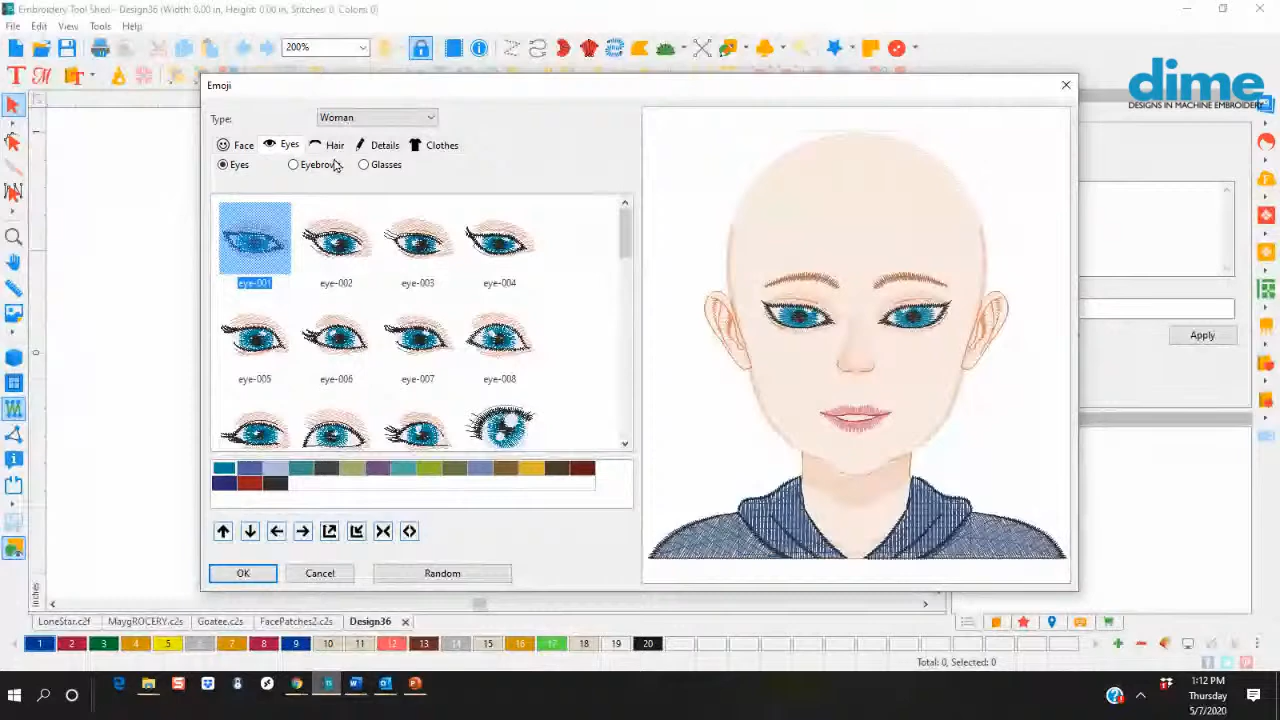 Embroidery Tool Shed - Design36 (Width: 0.00 in, Height: 0.00 in, Stitches: 0, Colors: 0)
File Edit View Tools Help
200%
dime
DESIGNS IN MACHINE EMBROIDERY
Emoji
Type: Woman
Face Eyes Hair Details Clothes
Eyes Glasses
eye-001 eye-002 eye-003 eye-004
eye-005 eye-006 eye-007 eye-008
Apply
OK Cancel Random
inches
LoneStar.c2f MaygROCERY.c2s Goatee.c2s FacePatches2.c2s Design36
1 2 3 4 5 6 7 8 9 10 11 12 13 14 15 16 17 18 19 20
Total: 0, Selected: 0
1:12 PM
Thursday
5/7/2020